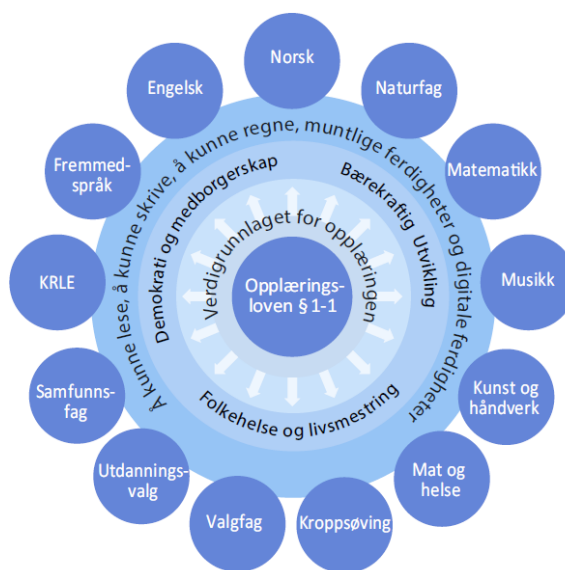 Norsk
Naturfag
Matematikk
Musikk
Kunst og
håndverk
Mat og
helse
Kroppsøving
Valgfag
Utdannings-
valg
Samfunns-
fag
KRLE
Fremmed-
språk
Engelsk
Å kunne lese, å kunne skrive, å kunne regne, muntlige ferdigheter og digitale ferdigheter
Demokrati og medborgerskap
Bærekraftig Utvikling
Folkehelse og livsmestring
Verdigrunnlaget for opplæringen
Opplærings-
loven § 1-1